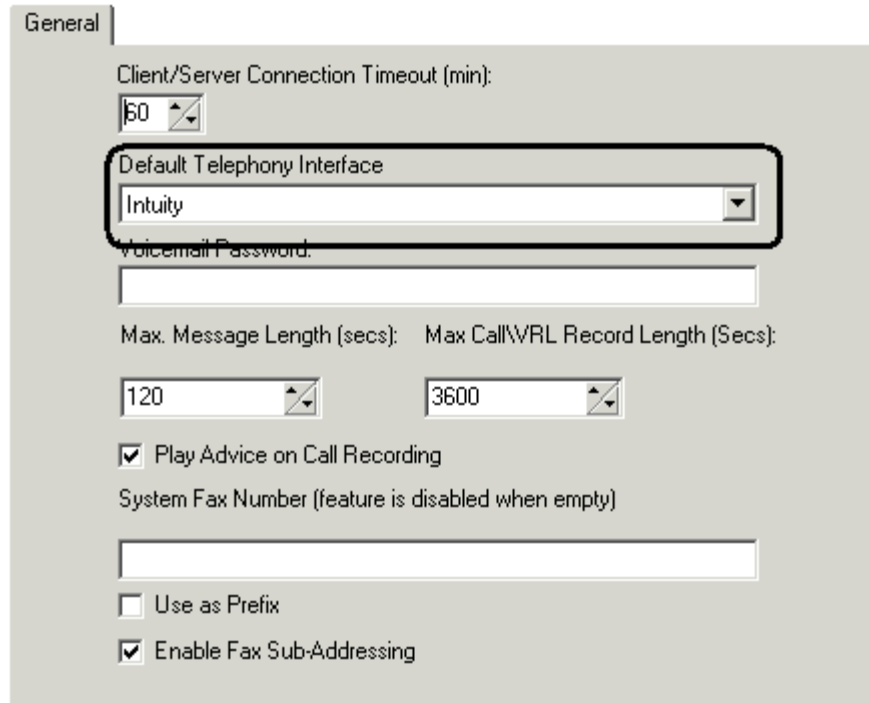 General
Client/Server Connection Timeout (min):
60
Default Telephony Interface
Intuity
Voicemail Password:
Max. Message Length (secs): Max Call\VRL Record Length (Secs):
120 3600
Play Advice on Call Recording
System Fax Number (feature is disabled when empty)
Use as Prefix
Enable Fax Sub-Addressing